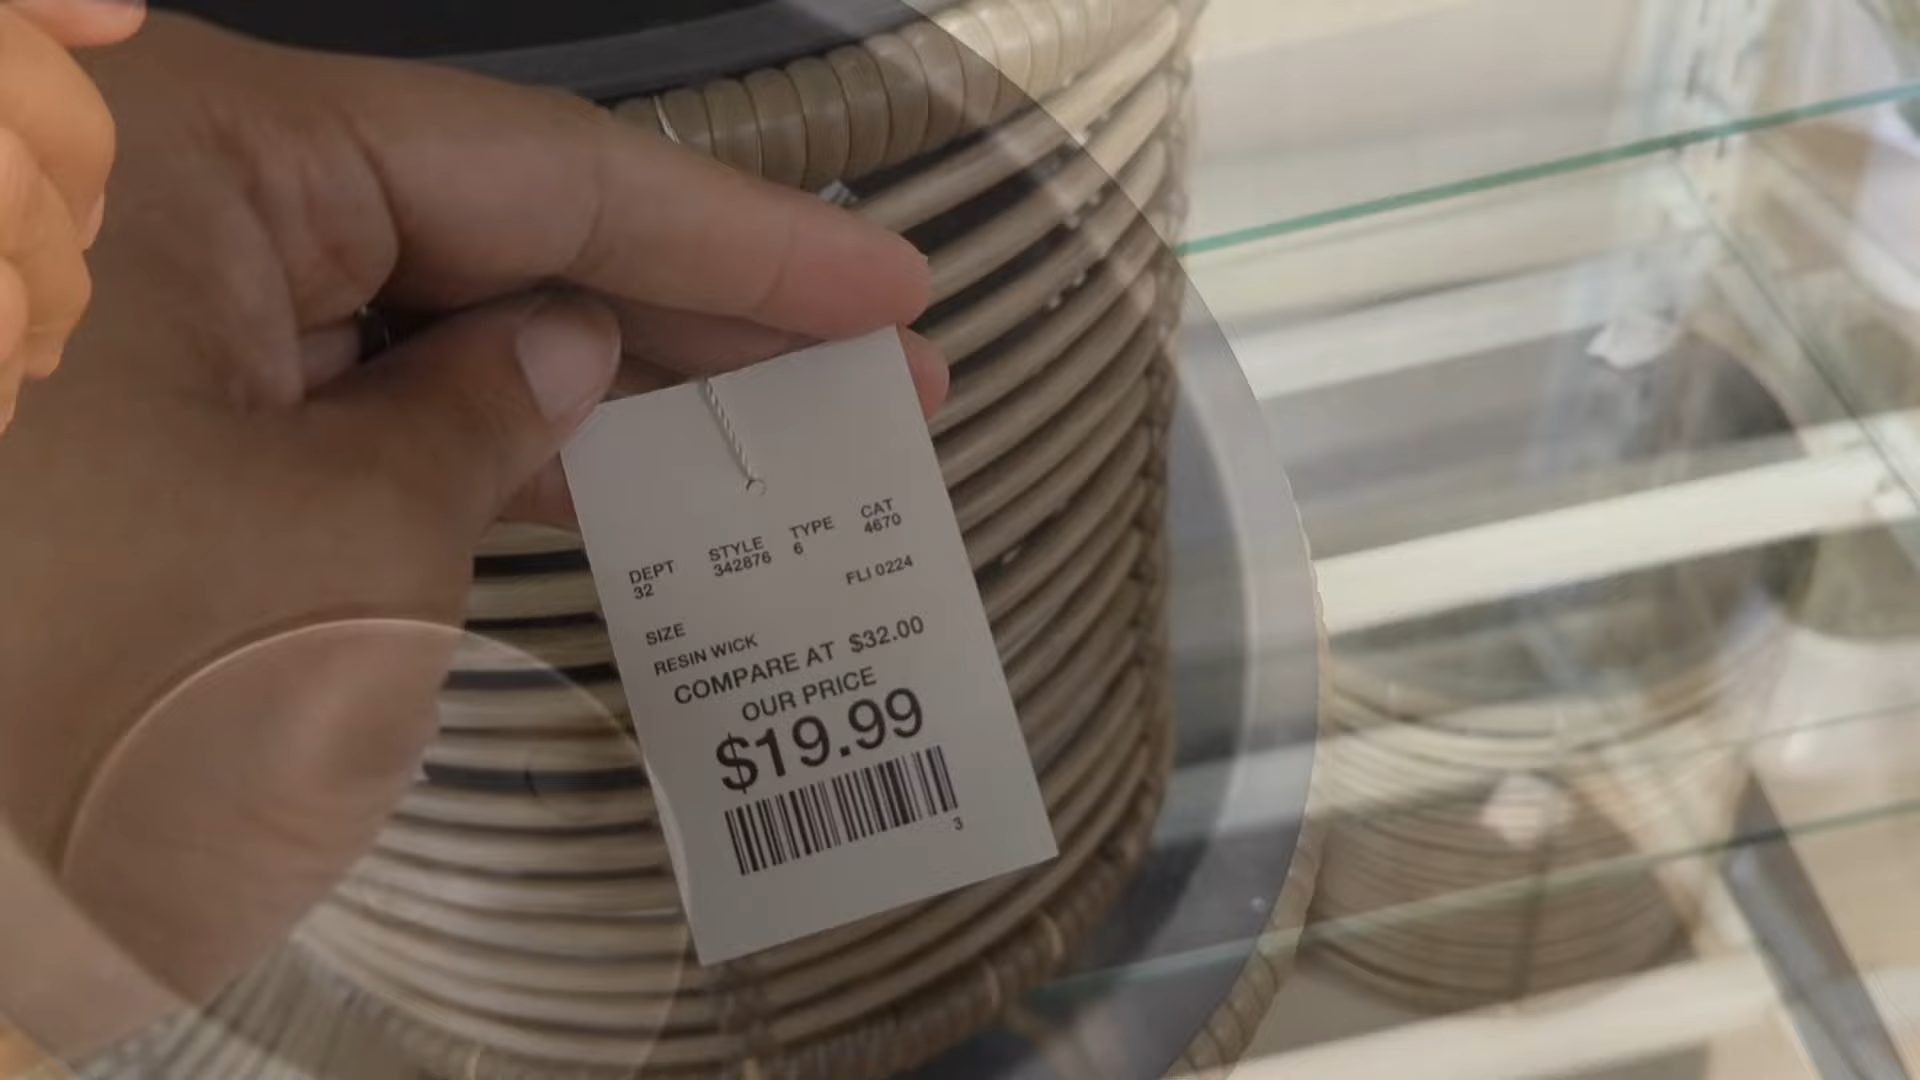 DEPT STYLE TYPE CAT
32 342876 6 4670
FLI 0224
SIZE
RESIN WICK
COMPARE AT $32.00
OUR PRICE
$19.99
3